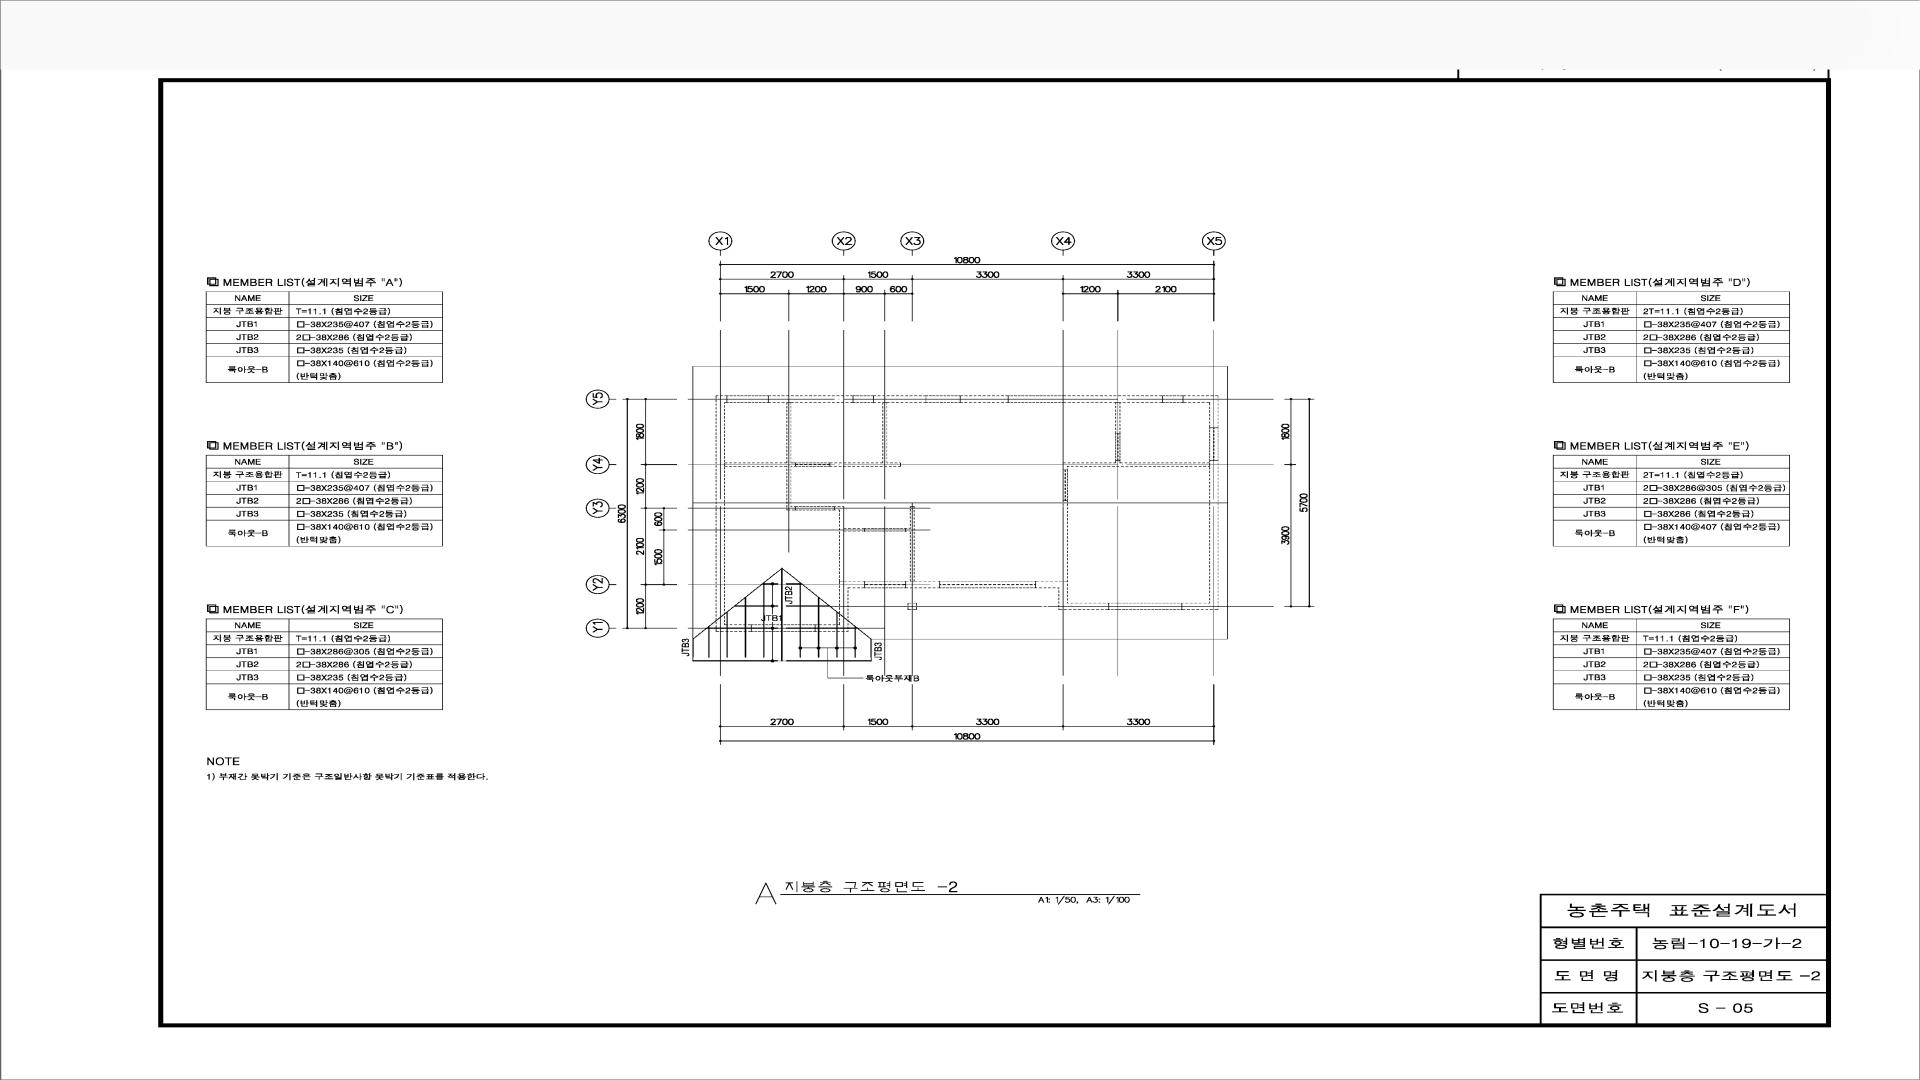 X1 X2 X3 X4 X5
10800
2700 1500 3300 3300
1500 1200 900 600 1200 2100
MEMBER LIST(설계지역범주 "A")
NAME SIZE
지붕 구조용합판 T=11.1 (침엽수2등급)
JTB1 □-38X235@407 (침엽수2등급)
JTB2 2□-38X286 (침엽수2등급)
JTB3 □-38X235 (침엽수2등급)
룩아웃-B □-38X140@610 (침엽수2등급)
(반턱맞춤)
MEMBER LIST(설계지역범주 "B")
NAME SIZE
지붕 구조용합판 T=11.1 (침엽수2등급)
JTB1 □-38X235@407 (침엽수2등급)
JTB2 2□-38X286 (침엽수2등급)
JTB3 □-38X235 (침엽수2등급)
룩아웃-B □-38X140@610 (침엽수2등급)
(반턱맞춤)
MEMBER LIST(설계지역범주 "C")
NAME SIZE
지붕 구조용합판 T=11.1 (침엽수2등급)
JTB1 □-38X286@305 (침엽수2등급)
JTB2 2□-38X286 (침엽수2등급)
JTB3 □-38X235 (침엽수2등급)
룩아웃-B □-38X140@610 (침엽수2등급)
(반턱맞춤)
NOTE
1) 부재간 못박기 기준은 구조일반사항 못박기 기준표를 적용한다.
Y5
Y4
Y3
Y2
Y1
6300
1800
1200
2100
1200
600
1500
JTB1
JTB2
JTB3
JTB3
룩아웃부재B
1800
3900
5700
2700 1500 3300 3300
10800
MEMBER LIST(설계지역범주 "D")
NAME SIZE
지붕 구조용합판 2T=11.1 (침엽수2등급)
JTB1 □-38X235@407 (침엽수2등급)
JTB2 2□-38X286 (침엽수2등급)
JTB3 □-38X235 (침엽수2등급)
룩아웃-B □-38X140@610 (침엽수2등급)
(반턱맞춤)
MEMBER LIST(설계지역범주 "E")
NAME SIZE
지붕 구조용합판 2T=11.1 (침엽수2등급)
JTB1 2□-38X286@305 (침엽수2등급)
JTB2 2□-38X286 (침엽수2등급)
JTB3 □-38X286 (침엽수2등급)
룩아웃-B □-38X140@407 (침엽수2등급)
(반턱맞춤)
MEMBER LIST(설계지역범주 "F")
NAME SIZE
지붕 구조용합판 T=11.1 (침엽수2등급)
JTB1 □-38X235@407 (침엽수2등급)
JTB2 2□-38X286 (침엽수2등급)
JTB3 □-38X235 (침엽수2등급)
룩아웃-B □-38X140@610 (침엽수2등급)
(반턱맞춤)
A 지붕층 구조평면도 -2
A1: 1/50, A3: 1/100
농촌주택 표준설계도서
형별번호 농림-10-19-가-2
도 면 명 지붕층 구조평면도 -2
도면번호 S - 05